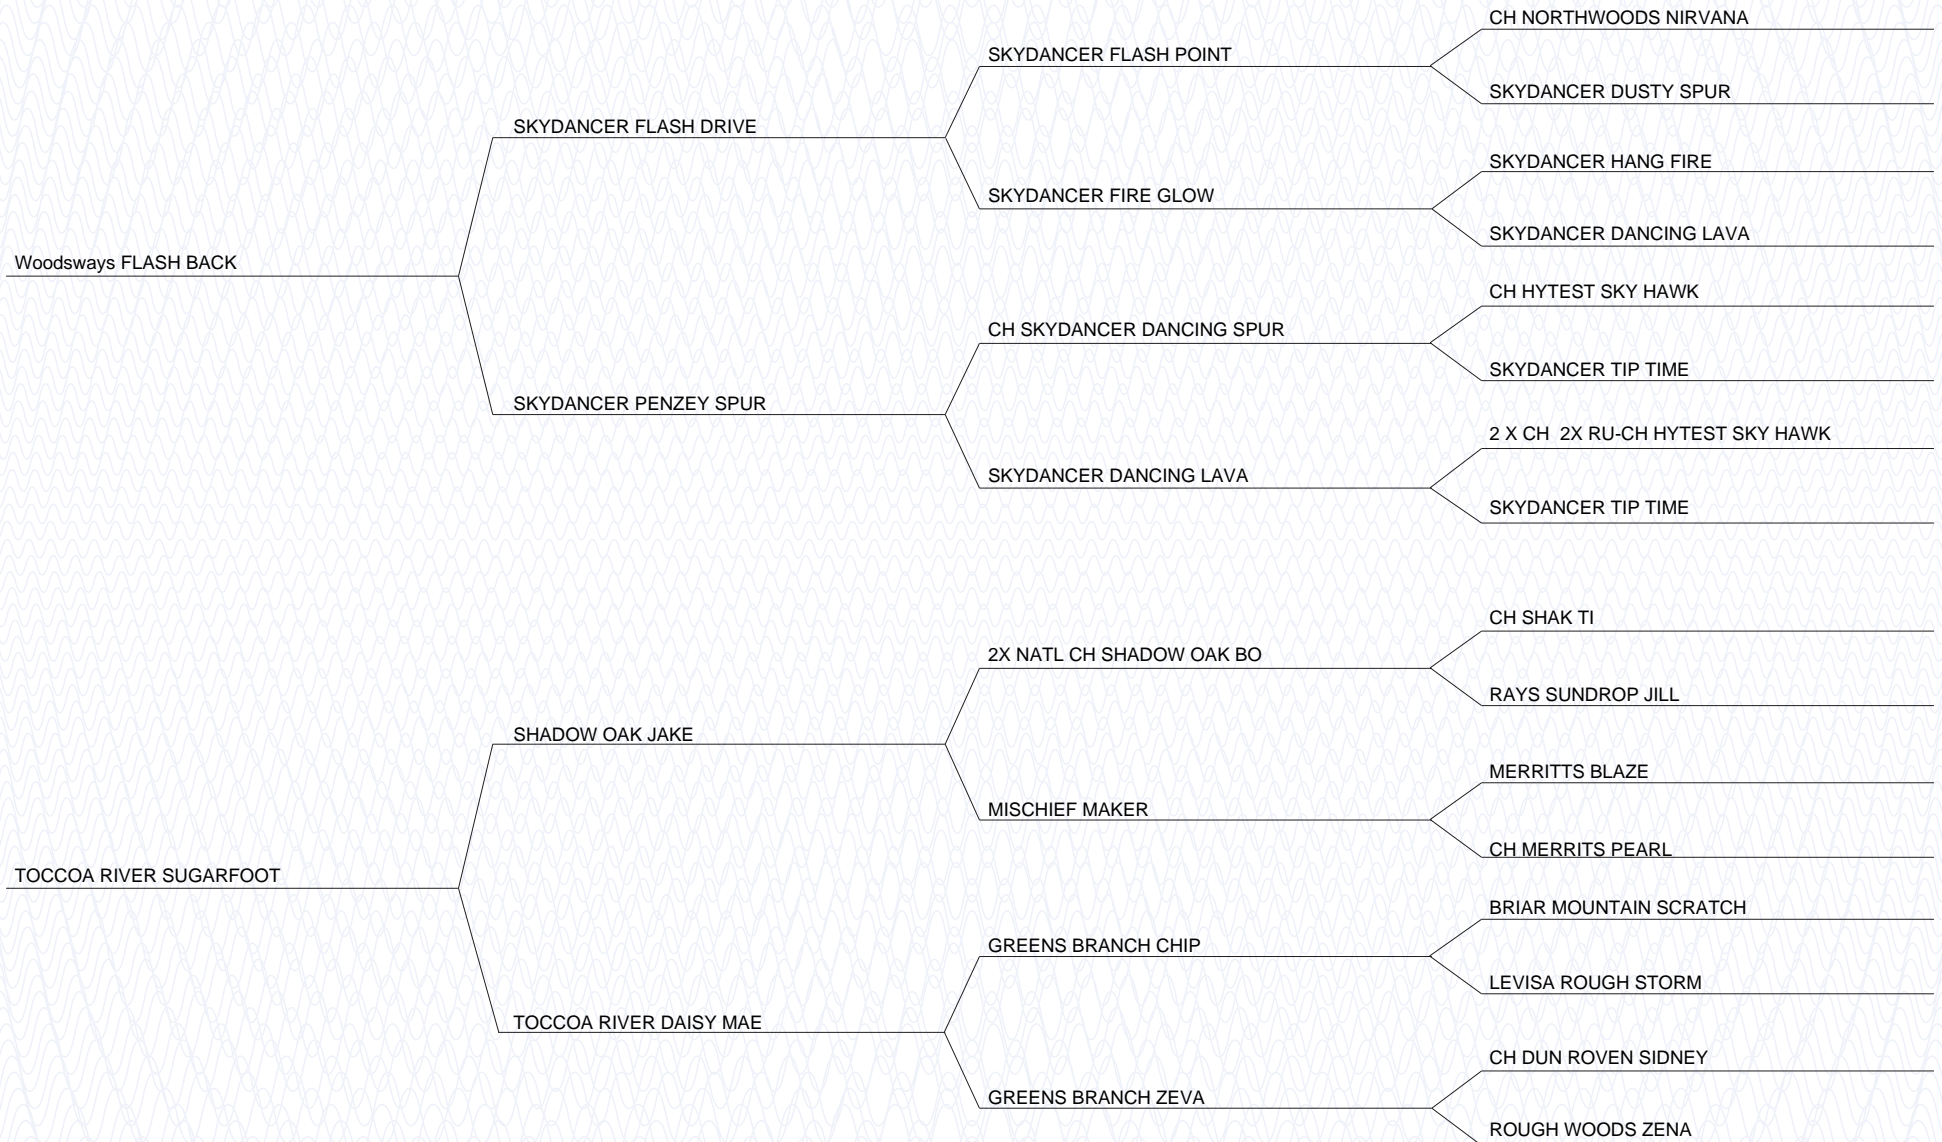 CH NORTHWOODS NIRVANA
SKYDANCER FLASH POINT
SKYDANCER DUSTY SPUR
SKYDANCER FLASH DRIVE
SKYDANCER HANG FIRE
SKYDANCER FIRE GLOW
SKYDANCER DANCING LAVA
Woodsways FLASH BACK
CH HYTEST SKY HAWK
CH SKYDANCER DANCING SPUR
SKYDANCER TIP TIME
SKYDANCER PENZEY SPUR
2 X CH  2X RU-CH HYTEST SKY HAWK
SKYDANCER DANCING LAVA
SKYDANCER TIP TIME
CH SHAK TI
2X NATL CH SHADOW OAK BO
RAYS SUNDROP JILL
SHADOW OAK JAKE
MERRITTS BLAZE
MISCHIEF MAKER
CH MERRITS PEARL
TOCCOA RIVER SUGARFOOT
BRIAR MOUNTAIN SCRATCH
GREENS BRANCH CHIP
LEVISA ROUGH STORM
TOCCOA RIVER DAISY MAE
CH DUN ROVEN SIDNEY
GREENS BRANCH ZEVA
ROUGH WOODS ZENA